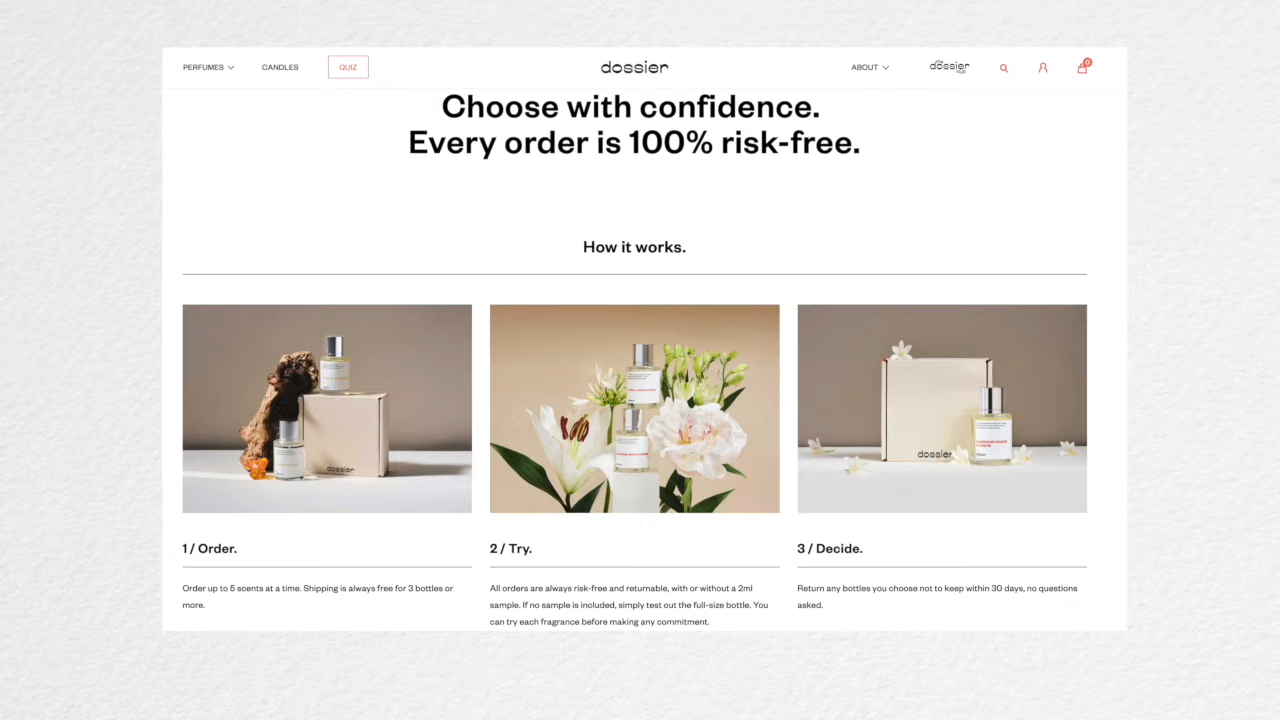 PERFUMES
CANDLES
QUIZ
dossier
ABOUT
dossier
0
Choose with confidence.
Every order is 100% risk-free.
How it works.
dossier
dossier
1 / Order.
Order up to 5 scents at a time. Shipping is always free for 3 bottles or
more.
2 / Try.
All orders are always risk-free and returnable, with or without a 2ml
sample. If no sample is included, simply test out the full-size bottle. You
can try each fragrance before making any commitment.
3 / Decide.
Return any bottles you choose not to keep within 30 days, no questions
asked.